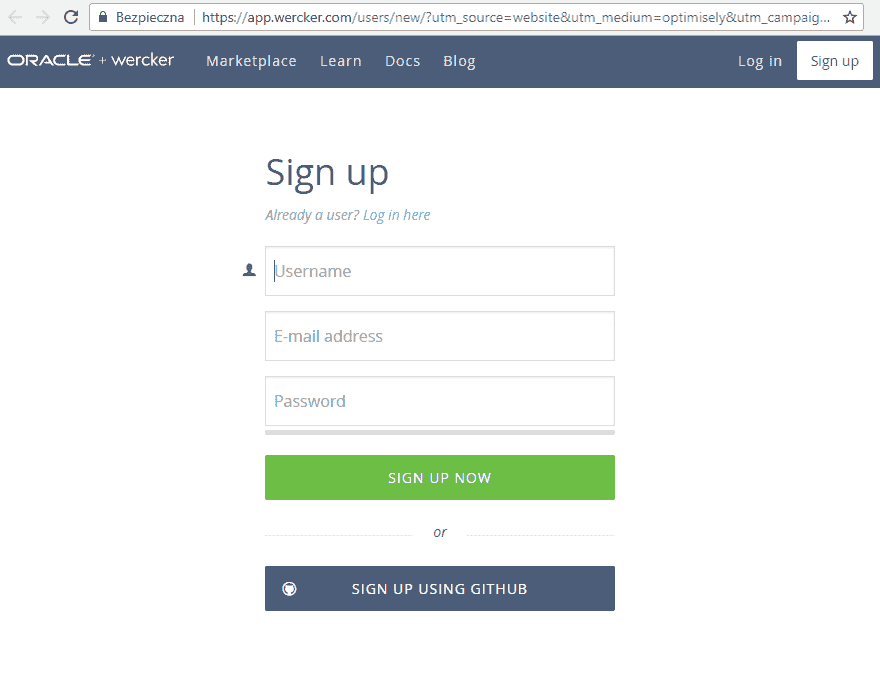 Bezpieczna https://app.wercker.com/users/new/?utm_source=website&utm_medium=optimisely&utm_campaig...
ORACLE + wercker Marketplace Learn Docs Blog Log in Sign up
Sign up
Already a user? Log in here
Username
E-mail address
Password
SIGN UP NOW
or
SIGN UP USING GITHUB